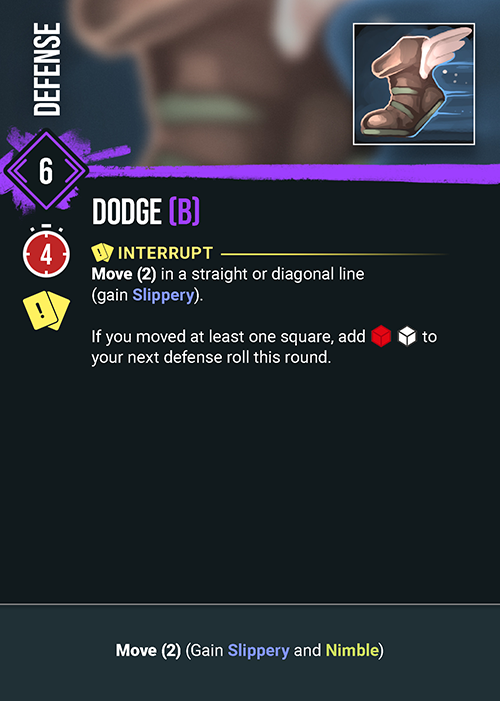 DEFENSE
6
DODGE (B)
4
! INTERRUPT
!
Move (2) in a straight or diagonal line
(gain Slippery).
If you moved at least one square, add to
your next defense roll this round.
Move (2) (Gain Slippery and Nimble)